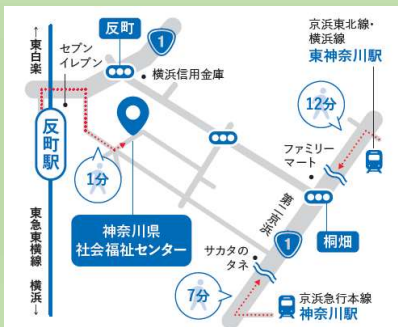 ←東白楽
セブン
イレブン
反町
1
横浜信用金庫
京浜東北線・
横浜線
東神奈川駅
12分
反町駅
1分
ファミリー
マート
神奈川県
社会福祉センター
第二京浜
1
桐畑
サカタの
タネ
7分
東急東横線
横浜→
京浜急行本線
神奈川駅